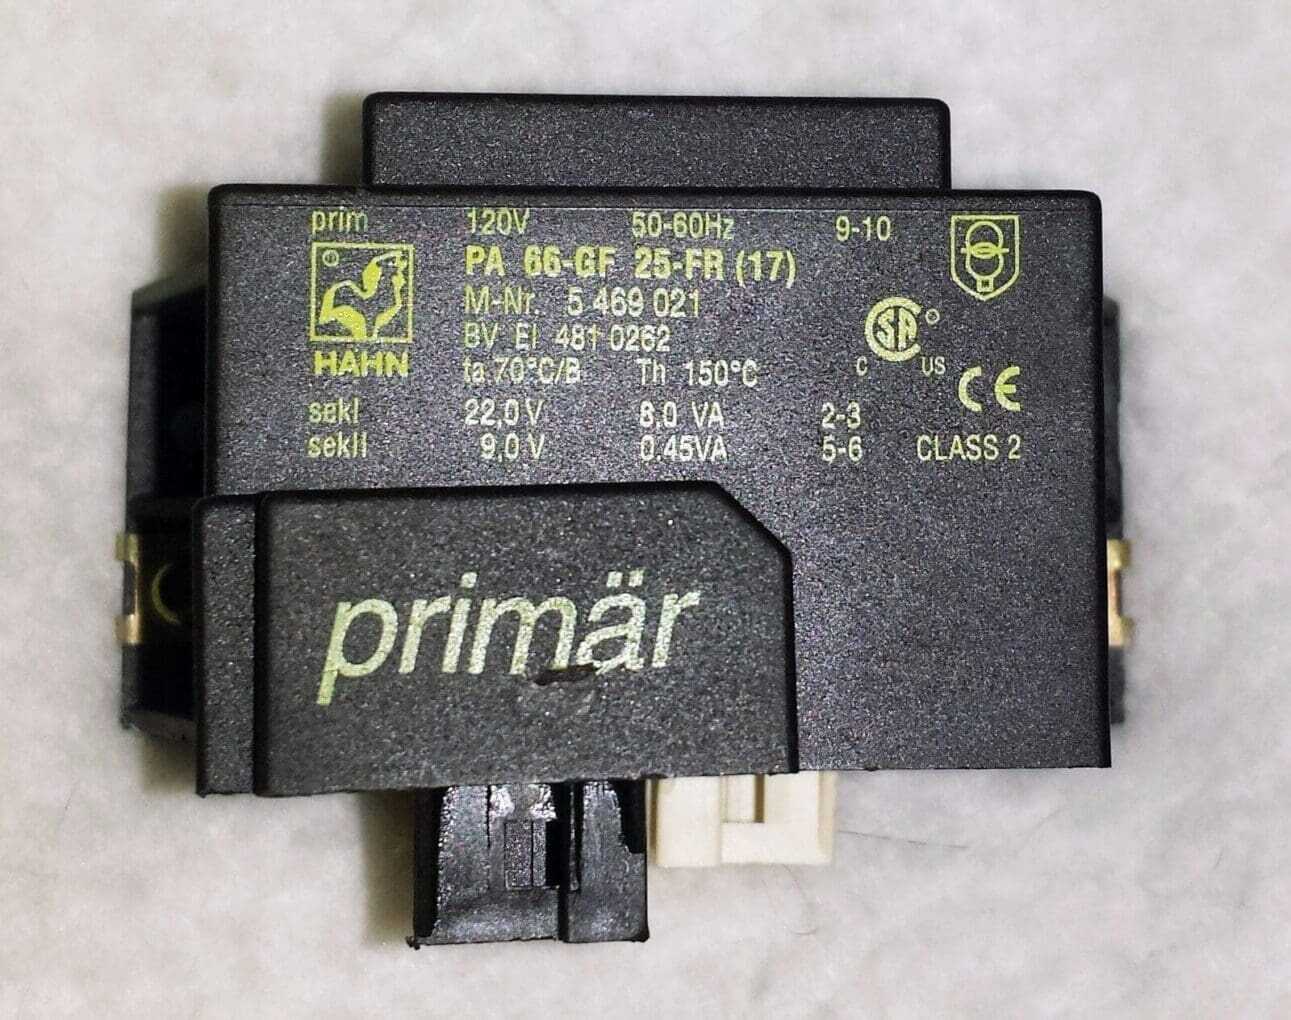 prim 120V 50-60Hz 9-10
PA 66-GF 25-FR (17)
M-Nr. 5 469 021
BV EI 481 0262
HAHN
ta 70°C/B Th 150°C
C US
CE
sekI 22,0 V 8.0 VA 2-3
sekII 9,0 V 0.45VA 5-6 CLASS 2
primär